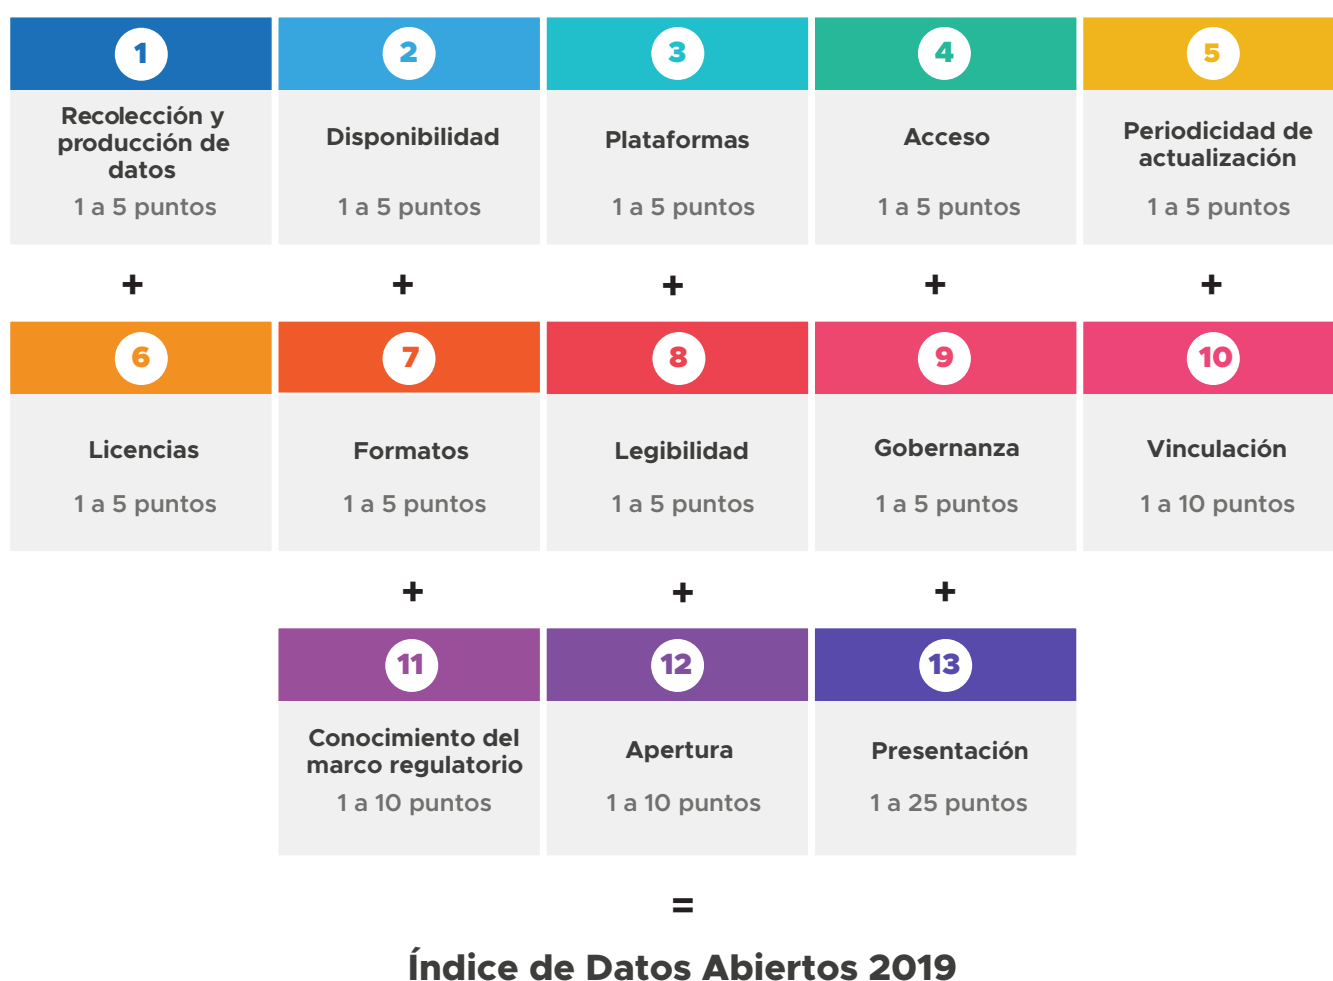 1
Recolección y
producción de
datos
1 a 5 puntos
2
Disponibilidad
1 a 5 puntos
3
Plataformas
1 a 5 puntos
4
Acceso
1 a 5 puntos
5
Periodicidad de
actualización
1 a 5 puntos
+
+
+
+
+
6
Licencias
1 a 5 puntos
7
Formatos
1 a 5 puntos
8
Legibilidad
1 a 5 puntos
9
Gobernanza
1 a 5 puntos
10
Vinculación
1 a 10 puntos
+
+
+
11
Conocimiento del
marco regulatorio
1 a 10 puntos
12
Apertura
1 a 10 puntos
13
Presentación
1 a 25 puntos
=
Índice de Datos Abiertos 2019